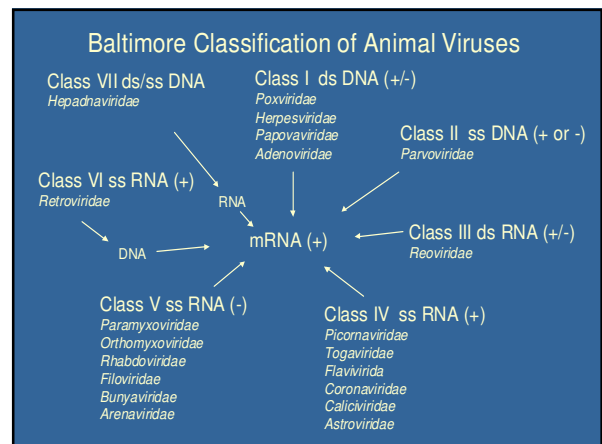 Baltimore Classification of Animal Viruses
Class VII ds/ss DNA
Hepadnaviridae
Class I ds DNA (+/-)
Poxviridae
Herpesviridae
Papovaviridae
Adenoviridae
Class II ss DNA (+ or -)
Parvoviridae
Class VI ss RNA (+)
Retroviridae
RNA
DNA
mRNA (+)
Class III ds RNA (+/-)
Reoviridae
Class V ss RNA (-)
Paramyxoviridae
Orthomyxoviridae
Rhabdoviridae
Filoviridae
Bunyaviridae
Arenaviridae
Class IV ss RNA (+)
Picornaviridae
Togaviridae
Flavivirida
Coronaviridae
Caliciviridae
Astroviridae